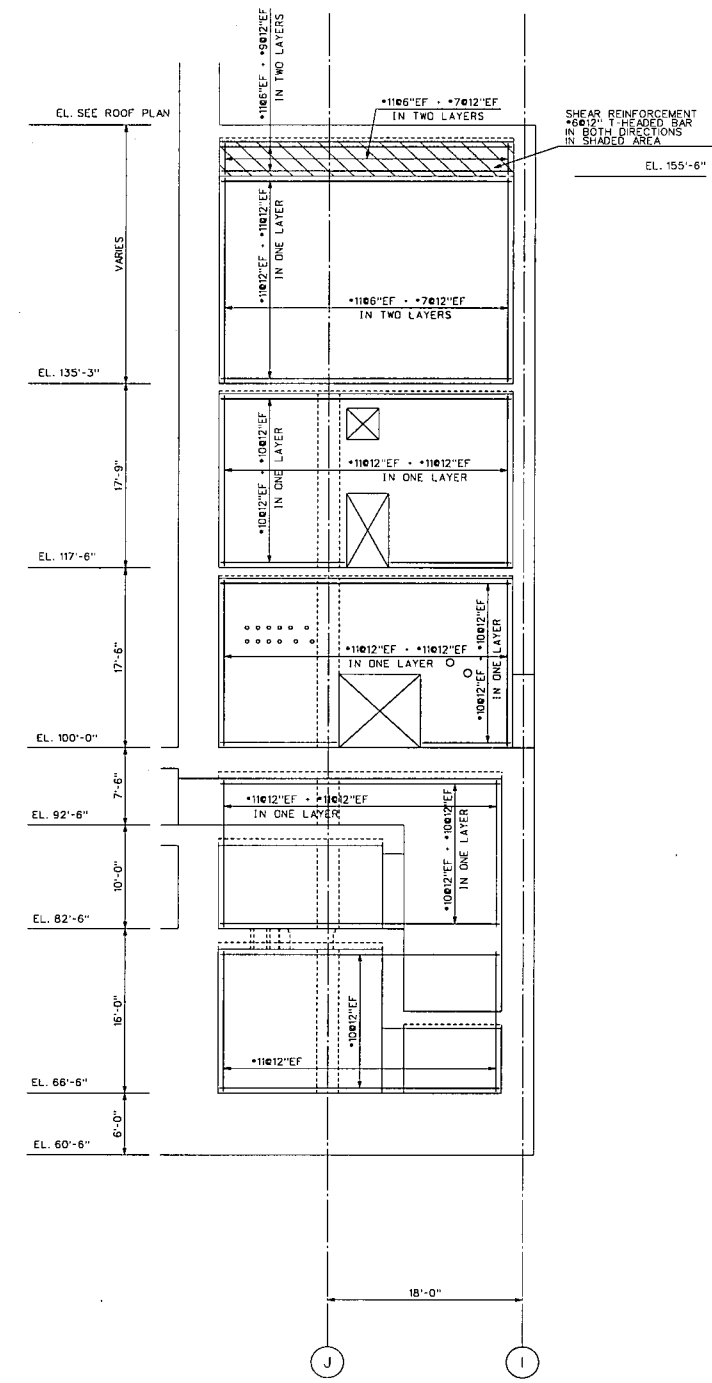 •11@6"EF + •9@12"EF
IN TWO LAYERS
EL. SEE ROOF PLAN
•11@6"EF + •7@12"EF
IN TWO LAYERS
SHEAR REINFORCEMENT
•6@12" T-HEADED BAR
IN BOTH DIRECTIONS
IN SHADED AREA
EL. 155'-6"
VARIES
•11@12"EF + •11@12"EF
IN ONE LAYER
•11@6"EF + •7@12"EF
IN TWO LAYERS
EL. 135'-3"
17'-9"
•10@12"EF + •10@12"EF
IN ONE LAYER
•11@12"EF + •11@12"EF
IN ONE LAYER
EL. 117'-6"
17'-6"
•11@12"EF + •11@12"EF
IN ONE LAYER
•10@12"EF + •10@12"EF
IN ONE LAYER
EL. 100'-0"
7'-6"
•11@12"EF + •11@12"EF
IN ONE LAYER
•10@12"EF + •10@12"EF
IN ONE LAYER
EL. 92'-6"
10'-0"
EL. 82'-6"
16'-0"
•10@12"EF
•11@12"EF
EL. 66'-6"
6'-0"
EL. 60'-6"
18'-0"
J
I